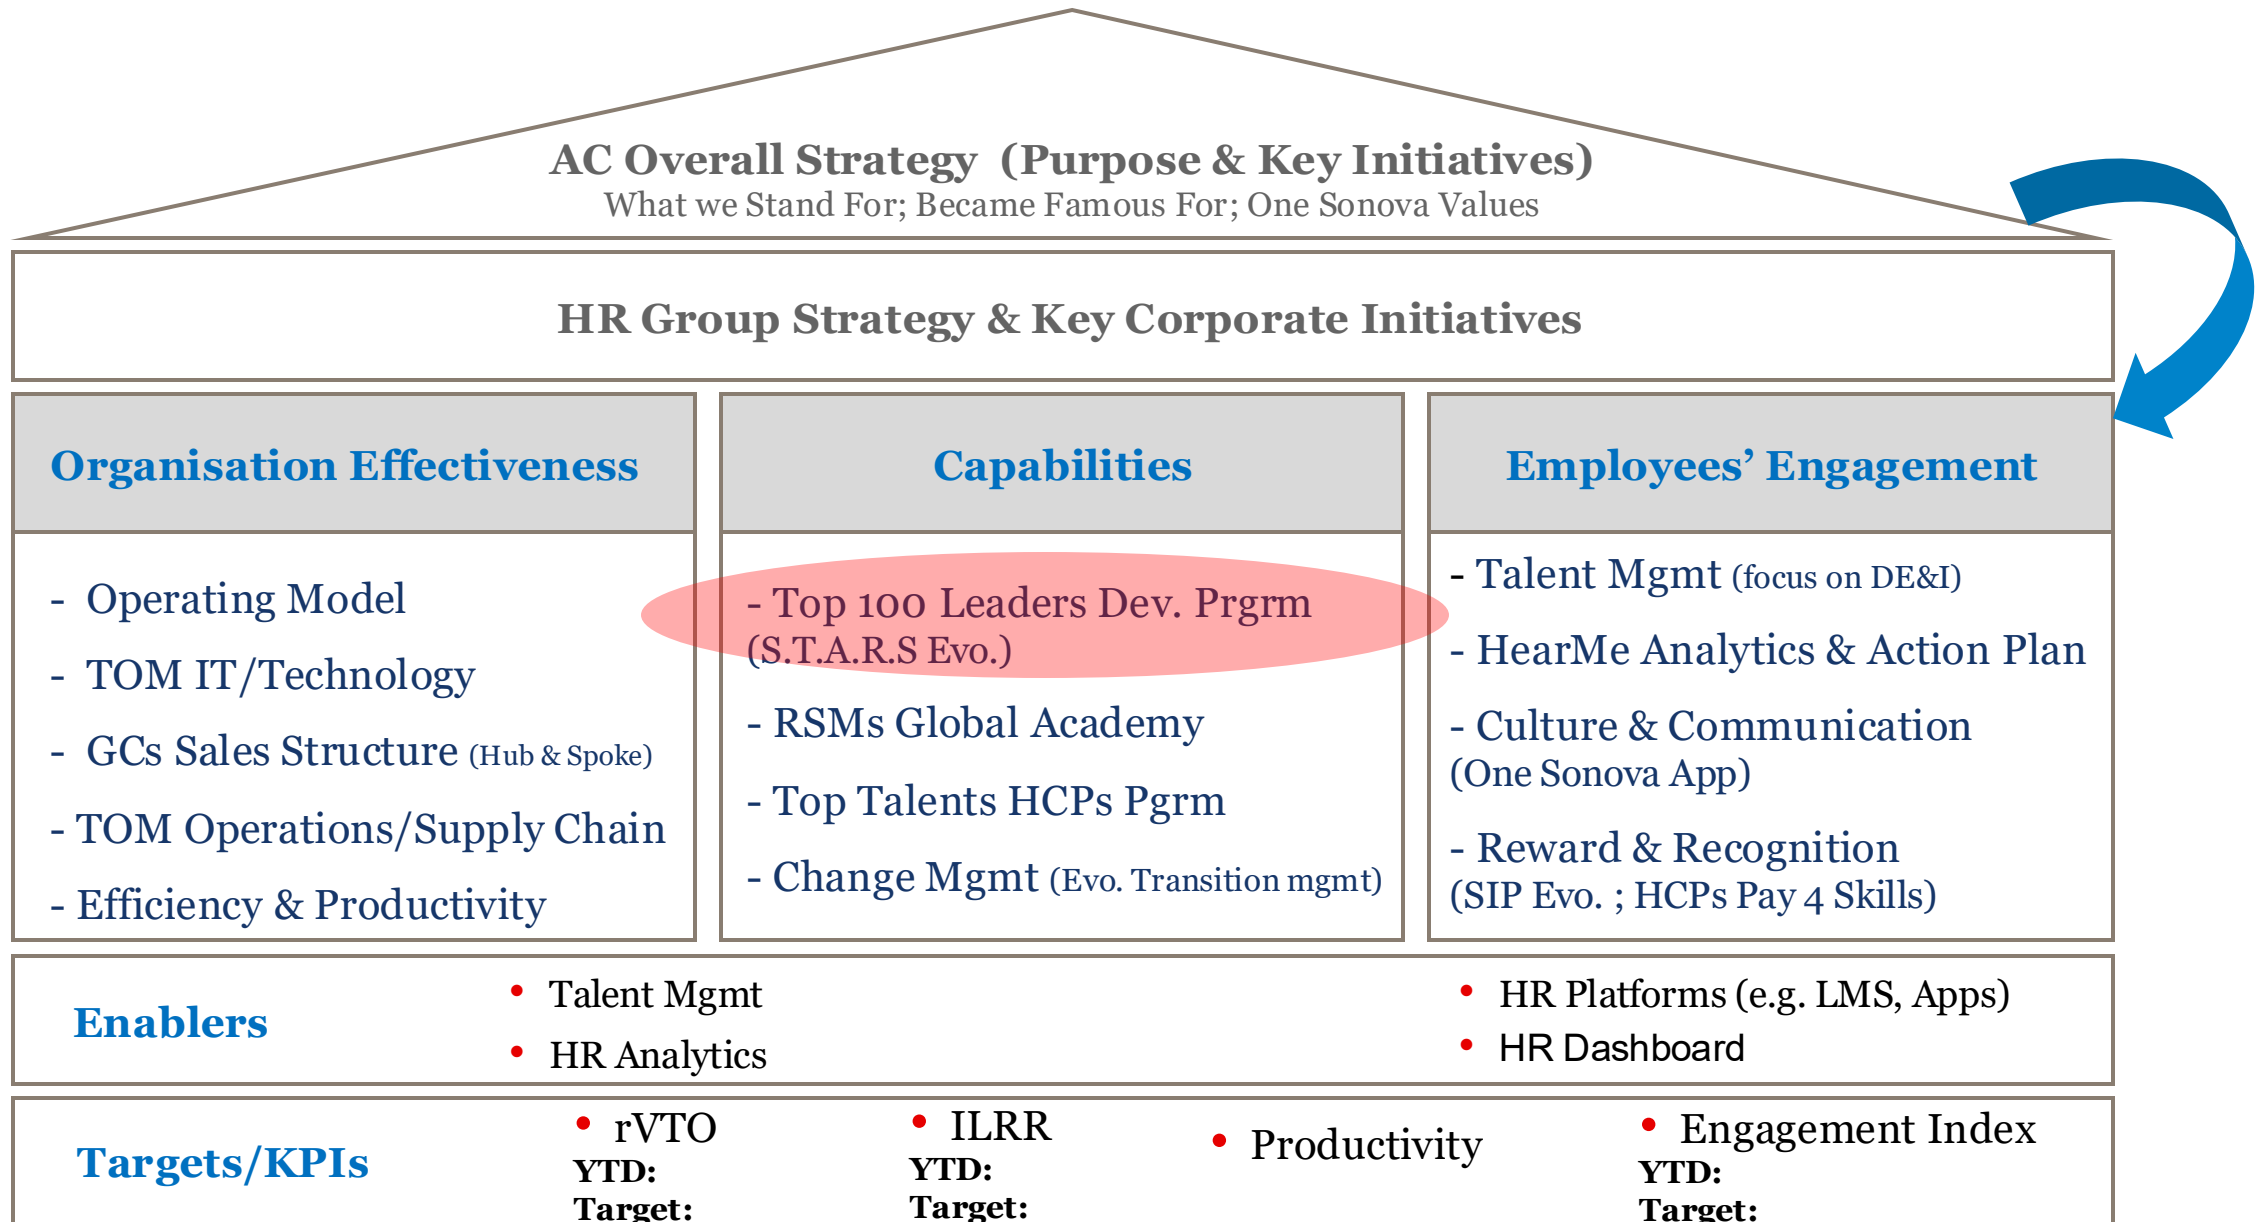 AC Overall Strategy (Purpose & Key Initiatives)
What we Stand For; Became Famous For; One Sonova Values
HR Group Strategy & Key Corporate Initiatives
Organisation Effectiveness
- Operating Model
- TOM IT/Technology
- GCs Sales Structure (Hub & Spoke)
- TOM Operations/Supply Chain
- Efficiency & Productivity
Capabilities
- Top 100 Leaders Dev. Prgrm
(S.T.A.R.S Evo.)
- RSMs Global Academy
- Top Talents HCPs Pgrm
- Change Mgmt (Evo. Transition mgmt)
Employees’ Engagement
- Talent Mgmt (focus on DE&I)
- HearMe Analytics & Action Plan
- Culture & Communication
(One Sonova App)
- Reward & Recognition
(SIP Evo. ; HCPs Pay 4 Skills)
Enablers
• Talent Mgmt
• HR Analytics
• HR Platforms (e.g. LMS, Apps)
• HR Dashboard
Targets/KPIs
• rVTO
YTD:
Target:
• ILRR
YTD:
Target:
• Productivity
• Engagement Index
YTD:
Target: